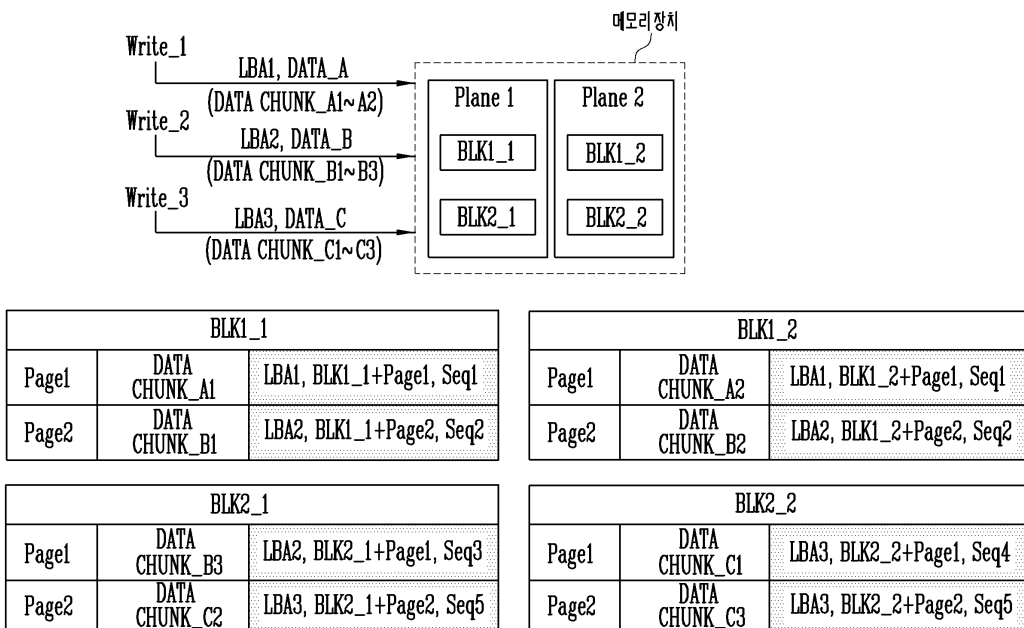 메모리 장치
Write_1
LBA1, DATA_A
(DATA CHUNK_A1~A2)
Write_2
LBA2, DATA_B
(DATA CHUNK_B1~B3)
Write_3
LBA3, DATA_C
(DATA CHUNK_C1~C3)
Plane 1
BLK1_1
BLK2_1
Plane 2
BLK1_2
BLK2_2
BLK1_1
Page1
DATA
CHUNK_A1
LBA1, BLK1_1+Page1, Seq1
Page2
DATA
CHUNK_B1
LBA2, BLK1_1+Page2, Seq2
BLK1_2
Page1
DATA
CHUNK_A2
LBA1, BLK1_2+Page1, Seq1
Page2
DATA
CHUNK_B2
LBA2, BLK1_2+Page2, Seq2
BLK2_1
Page1
DATA
CHUNK_B3
LBA2, BLK2_1+Page1, Seq3
Page2
DATA
CHUNK_C2
LBA3, BLK2_1+Page2, Seq5
BLK2_2
Page1
DATA
CHUNK_C1
LBA3, BLK2_2+Page1, Seq4
Page2
DATA
CHUNK_C3
LBA3, BLK2_2+Page2, Seq5